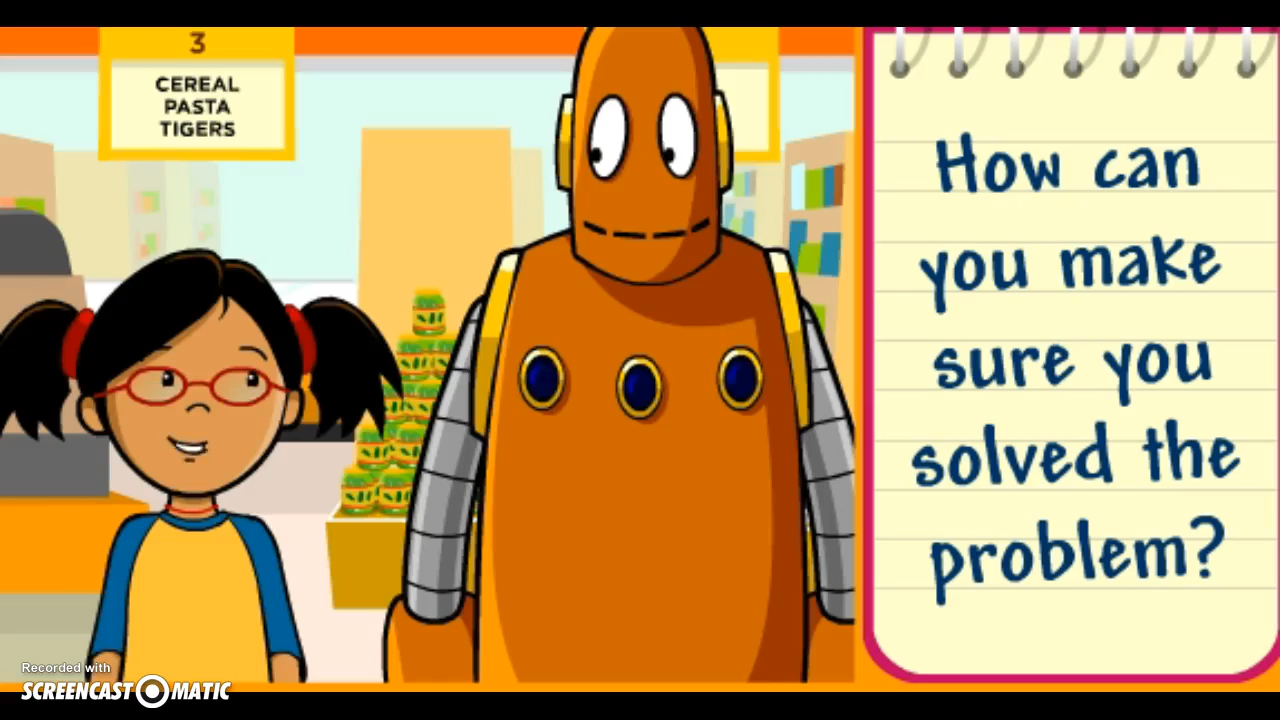 3
CEREAL
PASTA
TIGERS
How can
you make
sure you
solved the
problem?
Recorded with
SCREENCAST MATIC